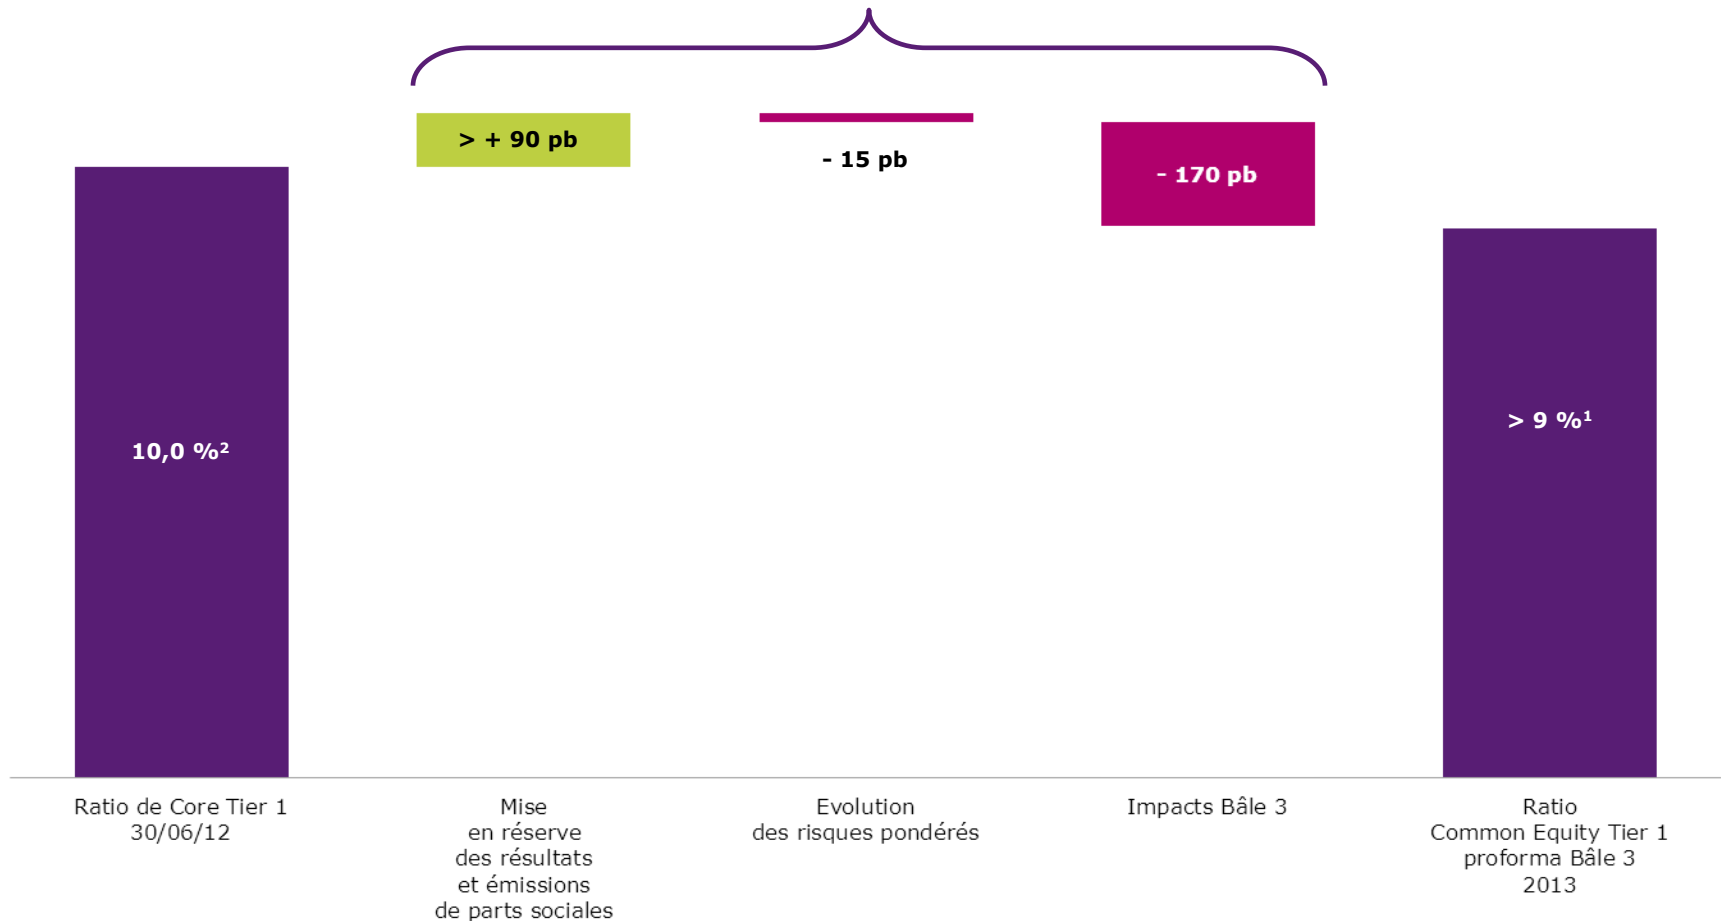 > + 90 pb
- 15 pb
- 170 pb
10,0 %²
> 9 %¹
Ratio de Core Tier 1
30/06/12
Mise
en réserve
des résultats
et émissions
de parts sociales
Evolution
des risques pondérés
Impacts Bâle 3
Ratio
Common Equity Tier 1
proforma Bâle 3
2013